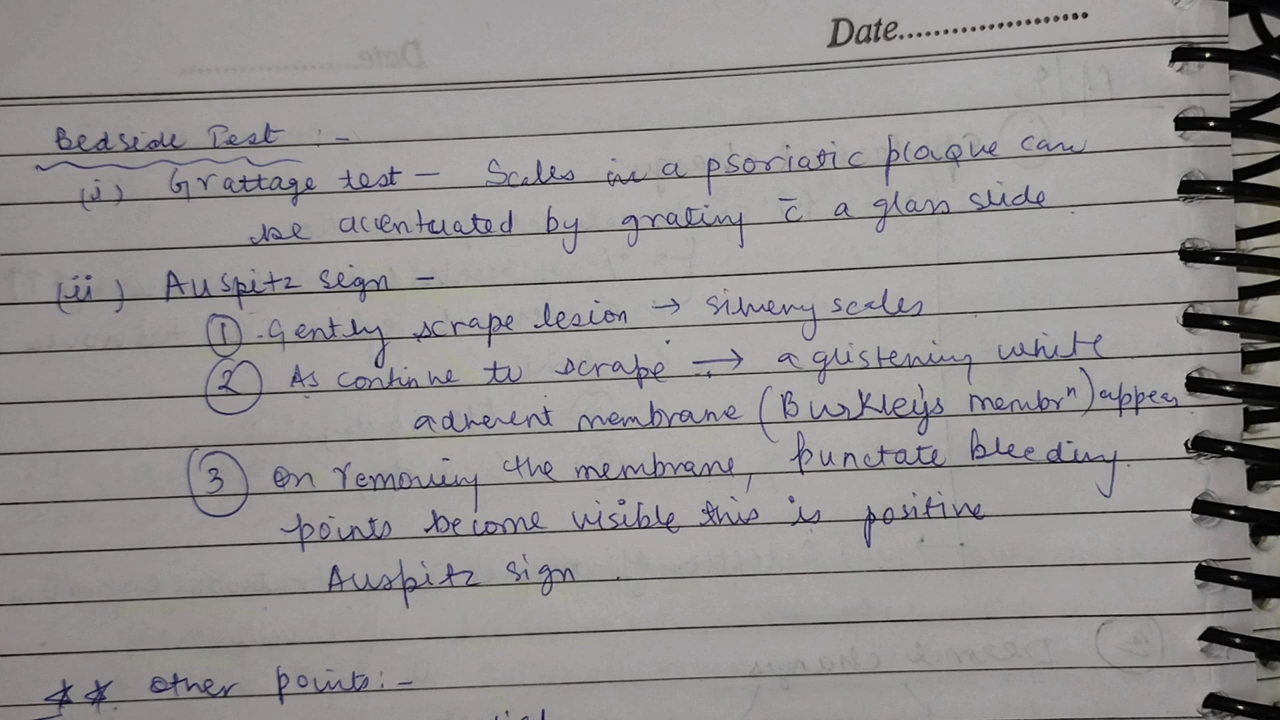 Date.....................
Bedside Test :-
(i) Grattage test - Scales in a psoriatic plaque can
be accentuated by grating c̄ a glass slide
(ii) Auspitz sign -
① Gently scrape lesion → silvery scales
② As continue to scrape → a glistening white
adherent membrane (Burkley's membrⁿ) appear
③ on removing the membrane, punctate bleeding
points become visible this is positive
Auspitz sign.
** other points:-